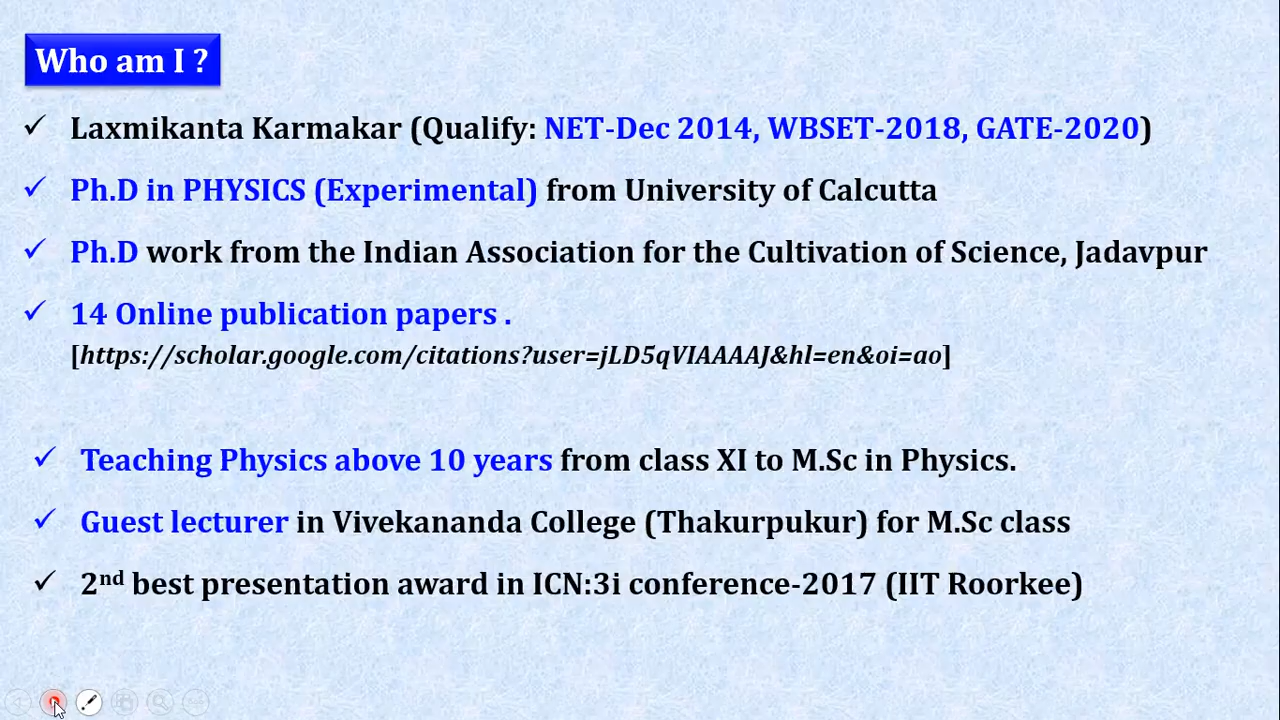 Who am I ?
Laxmikanta Karmakar (Qualify: NET-Dec 2014, WBSET-2018, GATE-2020)
Ph.D in PHYSICS (Experimental) from University of Calcutta
Ph.D work from the Indian Association for the Cultivation of Science, Jadavpur
14 Online publication papers .
[https://scholar.google.com/citations?user=jLD5qVIAAAAJ&hl=en&oi=ao]
Teaching Physics above 10 years from class XI to M.Sc in Physics.
Guest lecturer in Vivekananda College (Thakurpukur) for M.Sc class
2nd best presentation award in ICN:3i conference-2017 (IIT Roorkee)